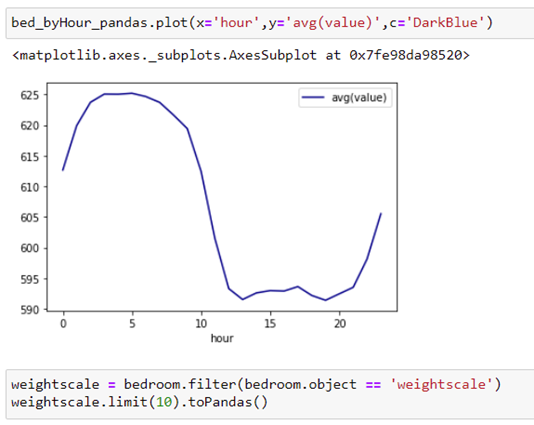 bed_byHour_pandas.plot(x='hour',y='avg(value)',c='DarkBlue')
<matplotlib.axes._subplots.AxesSubplot at 0x7fe98da98520>
avg(value)
625
620
615
610
605
600
595
590
0 5 10 15 20
hour
weightscale = bedroom.filter(bedroom.object == 'weightscale')
weightscale.limit(10).toPandas()